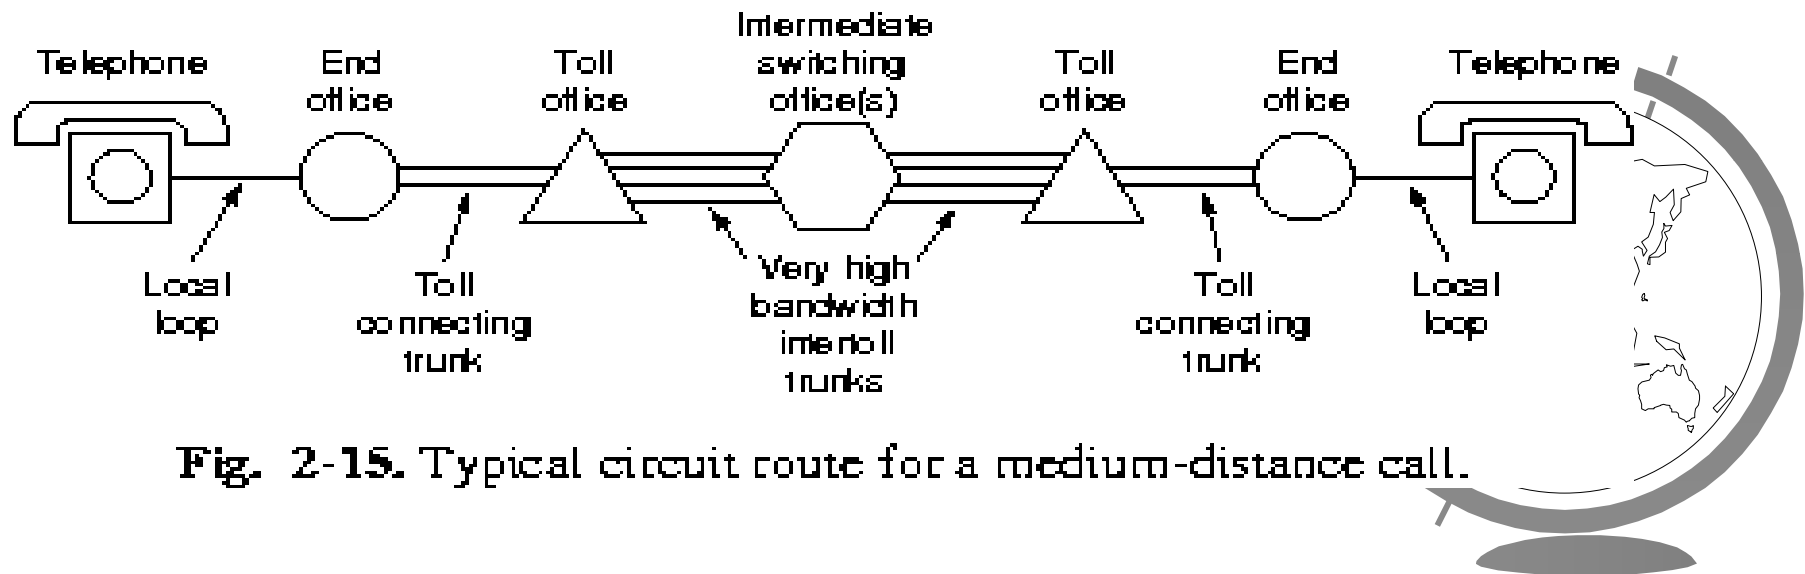 Telephone
End
office
Toll
office
Intermediate
switching
office(s)
Toll
office
End
office
Telephone
Local
loop
Toll
connecting
trunk
Very high
bandwidth
intertoll
trunks
Toll
connecting
trunk
Local
loop
Fig. 2-15. Typical circuit route for a medium-distance call.